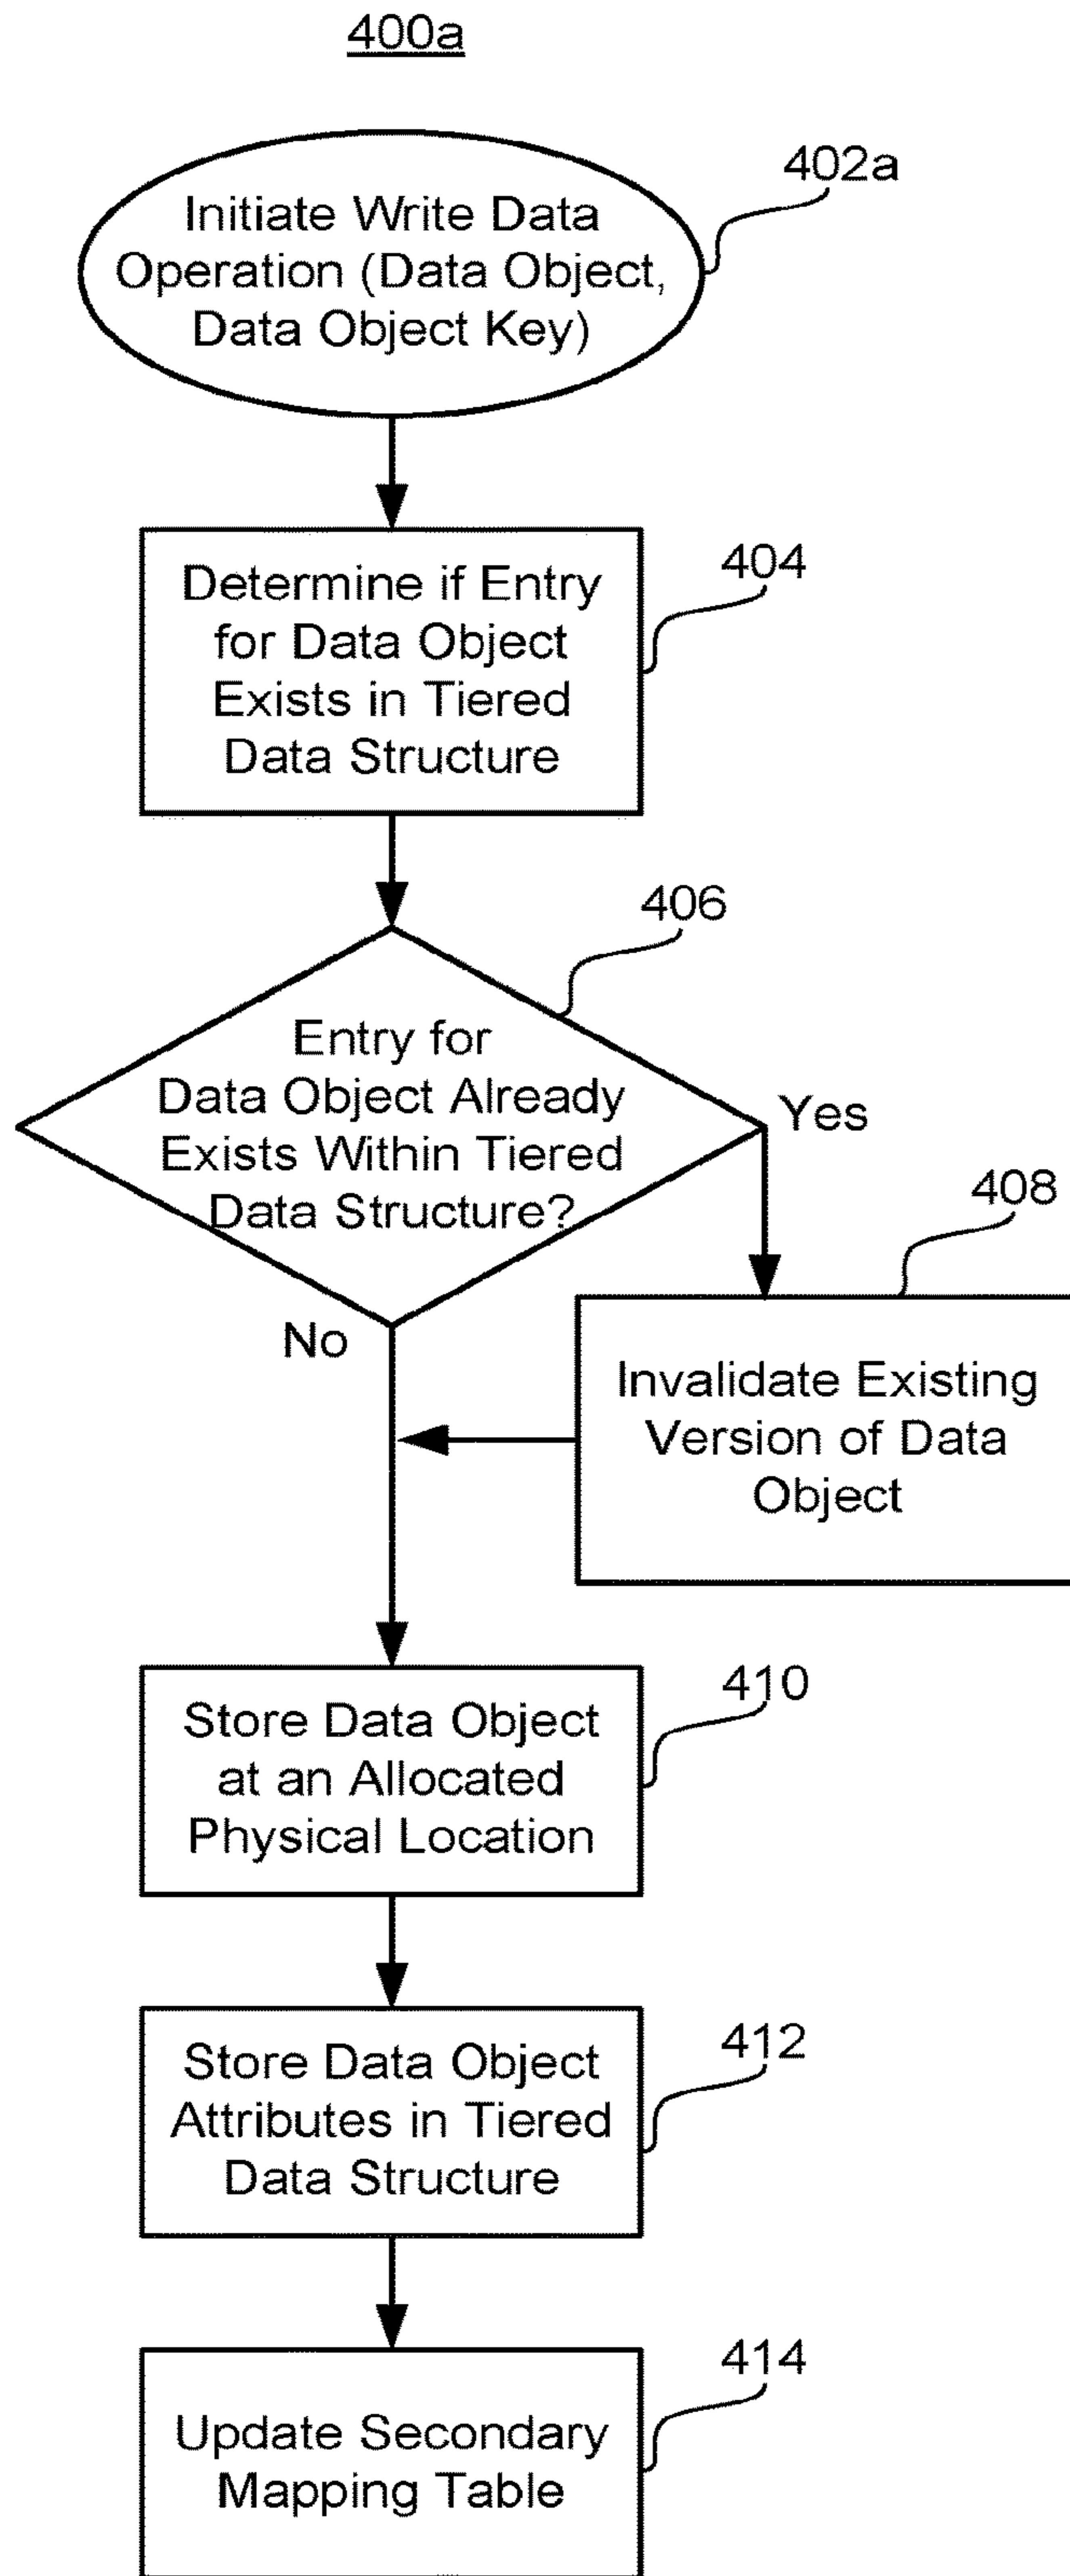 400a
402a
Initiate Write Data
Operation (Data Object,
Data Object Key)
404
Determine if Entry
for Data Object
Exists in Tiered
Data Structure
406
Entry for
Data Object Already
Exists Within Tiered
Data Structure?
Yes
No
408
Invalidate Existing
Version of Data
Object
410
Store Data Object
at an Allocated
Physical Location
412
Store Data Object
Attributes in Tiered
Data Structure
414
Update Secondary
Mapping Table